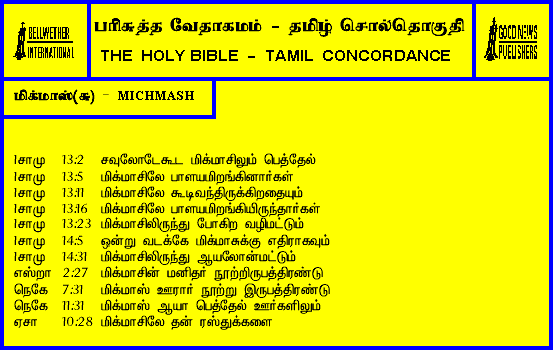 BELLWETHER INTERNATIONAL
பரிசுத்த வேதாகமம் - தமிழ் சொல்தொகுதி
THE HOLY BIBLE - TAMIL CONCORDANCE
GOOD NEWS PUBLISHERS
மிக்மாஸ்(சு) - MICHMASH
1சாமு 13:2 சவுலோடேகூட மிக்மாசிலும் பெத்தேல்
1சாமு 13:5 மிக்மாசிலே பாளயமிறங்கினார்கள்
1சாமு 13:11 மிக்மாசிலே கூடிவந்திருக்கிறதையும்
1சாமு 13:16 மிக்மாசிலே பாளயமிறங்கியிருந்தார்கள்
1சாமு 13:23 மிக்மாசிலிருந்து போகிற வழிமட்டும்
1சாமு 14:5 ஒன்று வடக்கே மிக்மாசுக்கு எதிராகவும்
1சாமு 14:31 மிக்மாசிலிருந்து ஆயலோன்மட்டும்
எஸ்றா 2:27 மிக்மாசின் மனிதர் நூற்றிருபத்திரண்டு
நெகே 7:31 மிக்மாஸ் ஊரார் நூற்று இருபத்திரண்டு
நெகே 11:31 மிக்மாஸ் ஆயா பெத்தேல் ஊர்களிலும்
ஏசா 10:28 மிக்மாசிலே தன் ரஸ்துக்களை